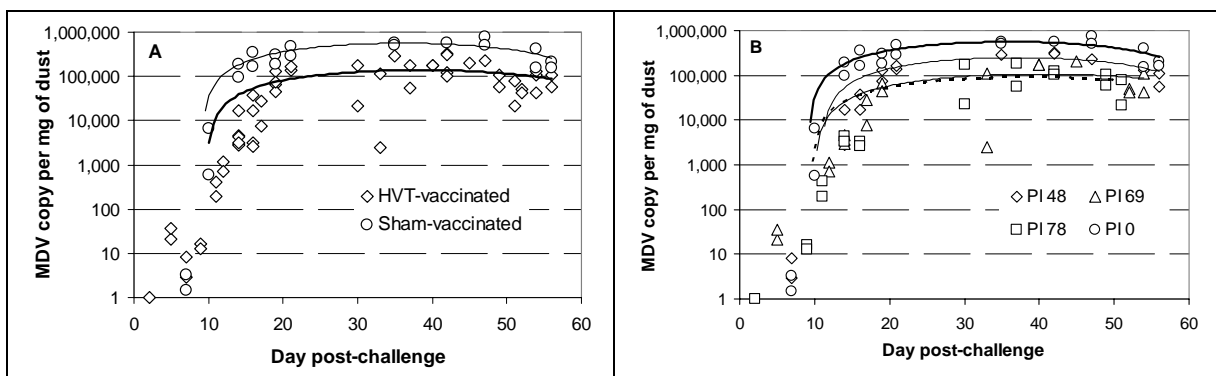 A
MDV copy per mg of dust
1,000,000
100,000
10,000
1,000
100
10
1
HVT-vaccinated
Sham-vaccinated
0 10 20 30 40 50 60
Day post-challenge
B
MDV copy per mg of dust
1,000,000
100,000
10,000
1,000
100
10
1
PI 48 PI 69
PI 78 PI 0
0 10 20 30 40 50 60
Day post-challenge